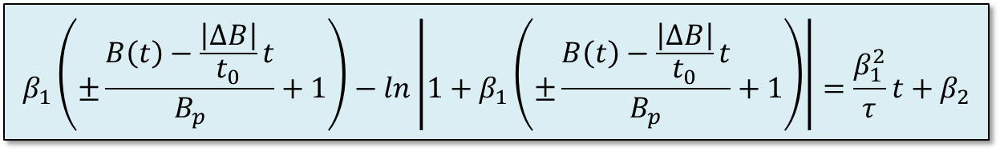 β₁(± (B(t) − (|ΔB|/t₀) t)/Bₚ + 1) − ln|1 + β₁(± (B(t) − (|ΔB|/t₀) t)/Bₚ + 1)| = (β₁²/τ) t + β₂